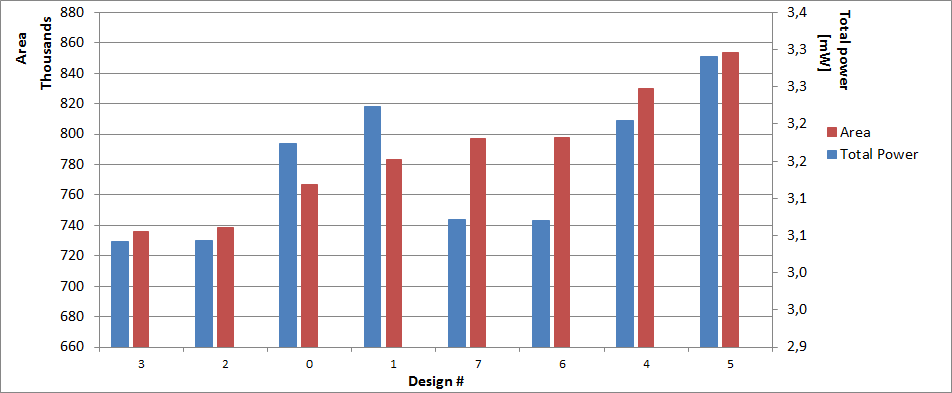 Area
Thousands
880
860
840
820
800
780
760
740
720
700
680
660
Total power
[mW]
3,4
3,3
3,3
3,2
3,2
3,1
3,1
3,0
3,0
2,9
Area
Total Power
3 2 0 1 7 6 4 5
Design #